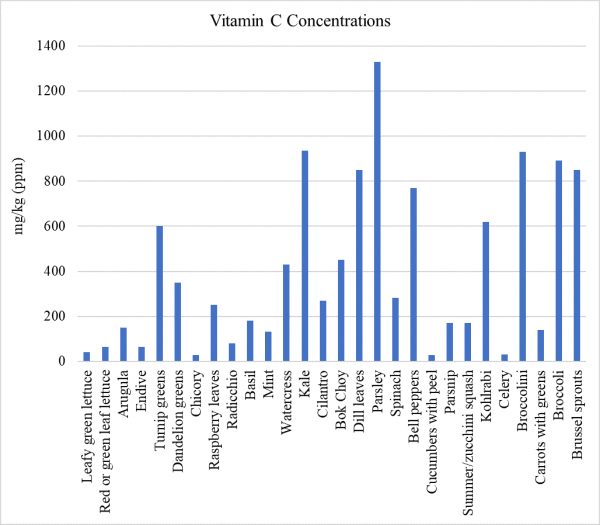 Vitamin C Concentrations
mg/kg (ppm)
1400
1200
1000
800
600
400
200
0
Leafy green lettuce
Red or green leaf lettuce
Arugula
Endive
Turnip greens
Dandelion greens
Chicory
Raspberry leaves
Radicchio
Basil
Mint
Watercress
Kale
Cilantro
Bok Choy
Dill leaves
Parsley
Spinach
Bell peppers
Cucumbers with peel
Parsnip
Summer/zucchini squash
Kohlrabi
Celery
Broccolini
Carrots with greens
Broccoli
Brussel sprouts